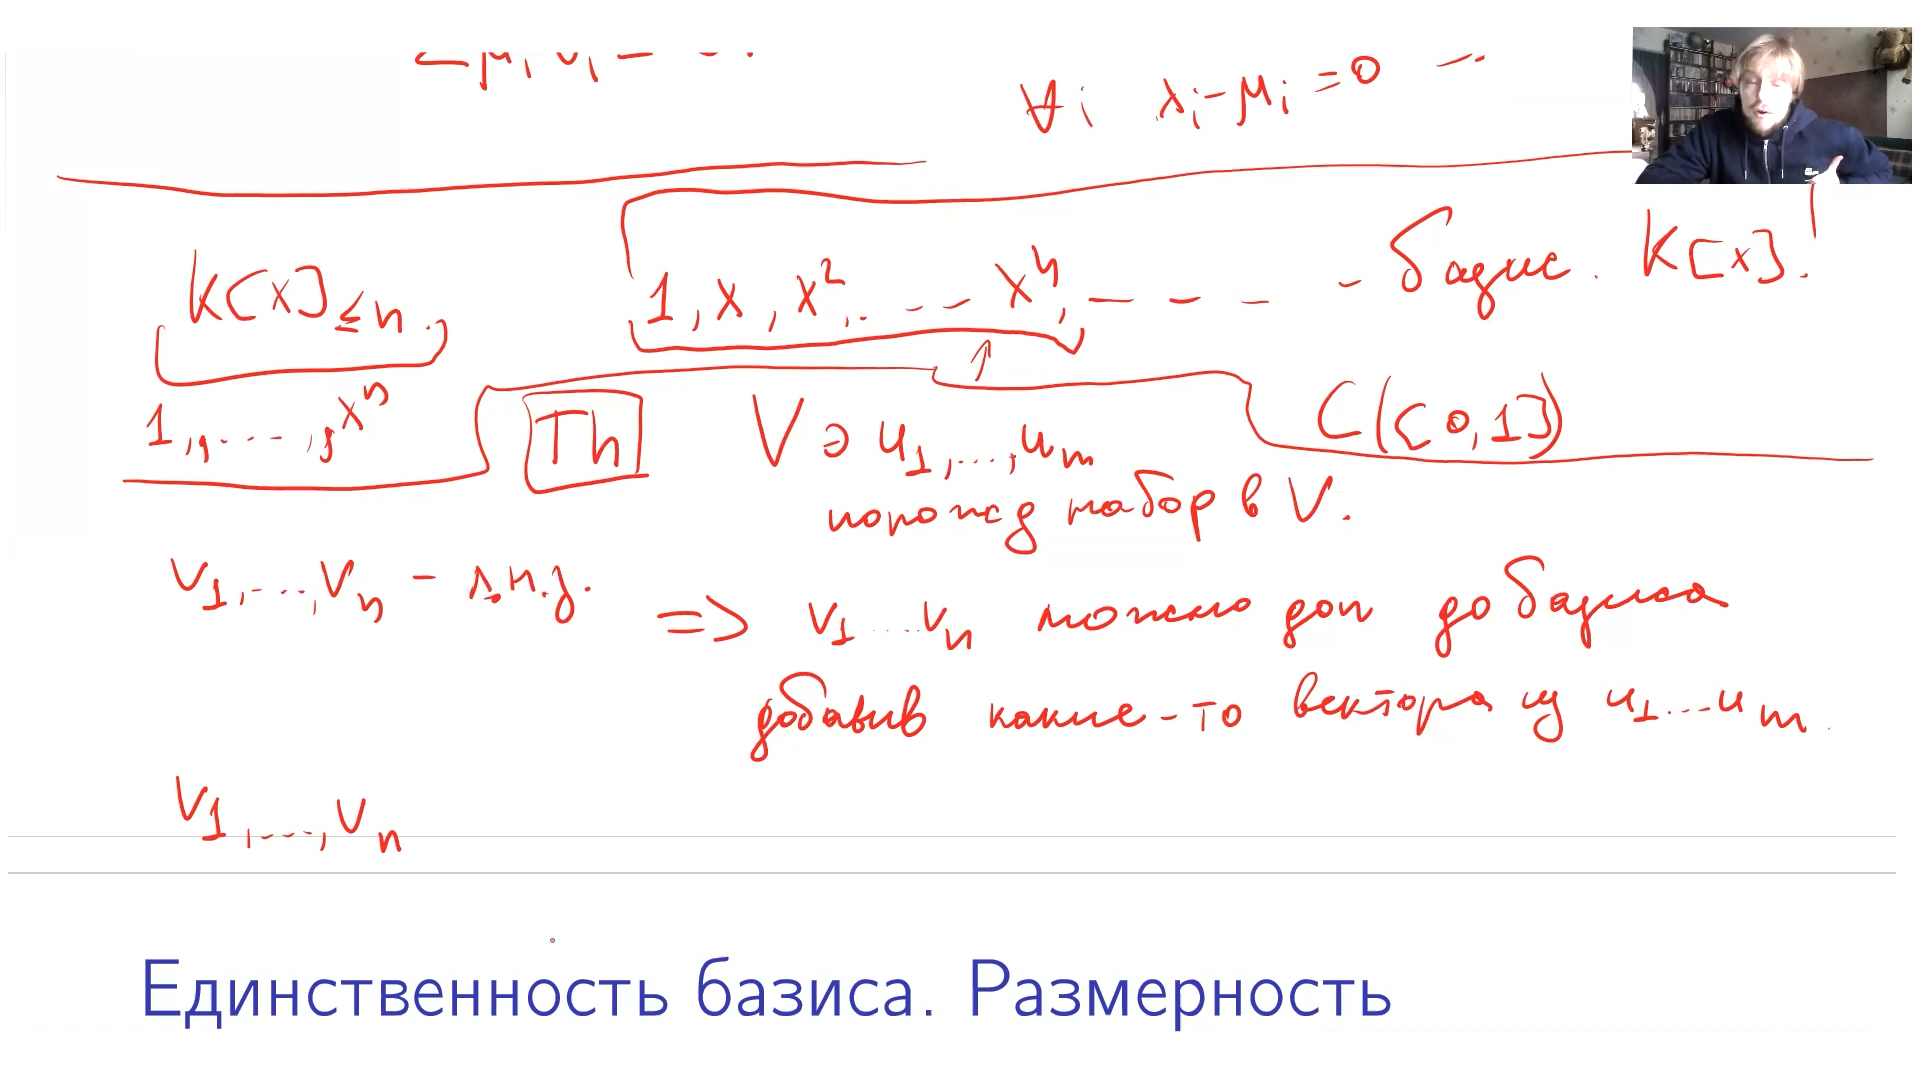 ∀i λi - μi = 0
K[x]≤n. 1, x, x², ... xⁿ, - - - - базис. K[x]!
1, ..., xⁿ
Th V ∋ u1, ..., um C([0,1])
порожд набор в V.
v1, ..., vn - л.н.з. => v1 ... vn можно доп до базиса
добавив какие-то вектора из u1 ... um.
v1, ..., vn
Единственность базиса. Размерность